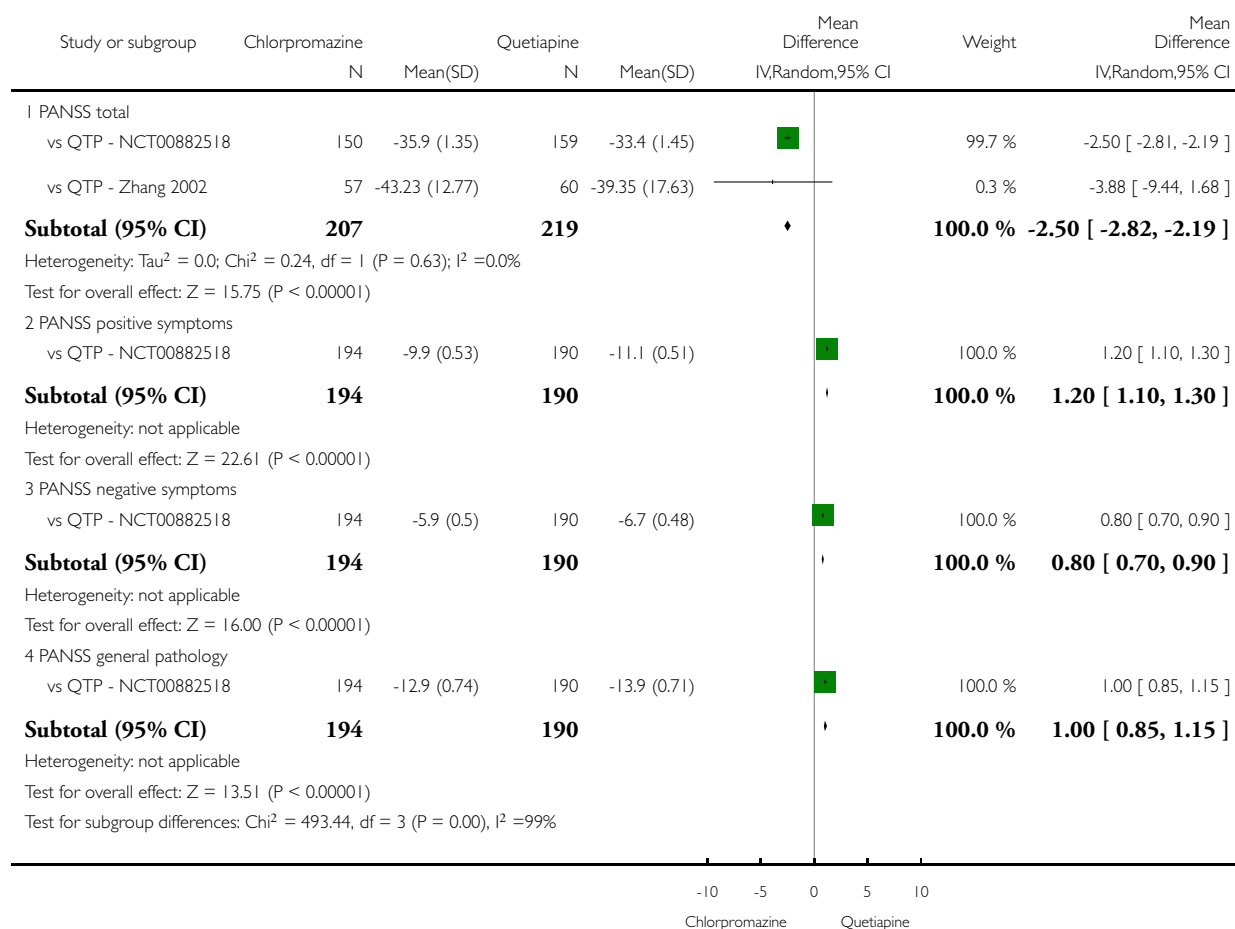 Study or subgroup Chlorpromazine Quetiapine Mean Difference Weight Mean Difference
N Mean(SD) N Mean(SD) IV,Random,95% CI IV,Random,95% CI
1 PANSS total
vs QTP - NCT00882518 150 -35.9 (1.35) 159 -33.4 (1.45) 99.7 % -2.50 [ -2.81, -2.19 ]
vs QTP - Zhang 2002 57 -43.23 (12.77) 60 -39.35 (17.63) 0.3 % -3.88 [ -9.44, 1.68 ]
Subtotal (95% CI) 207 219 100.0 % -2.50 [ -2.82, -2.19 ]
Heterogeneity: Tau² = 0.0; Chi² = 0.24, df = 1 (P = 0.63); I² =0.0%
Test for overall effect: Z = 15.75 (P < 0.00001)
2 PANSS positive symptoms
vs QTP - NCT00882518 194 -9.9 (0.53) 190 -11.1 (0.51) 100.0 % 1.20 [ 1.10, 1.30 ]
Subtotal (95% CI) 194 190 100.0 % 1.20 [ 1.10, 1.30 ]
Heterogeneity: not applicable
Test for overall effect: Z = 22.61 (P < 0.00001)
3 PANSS negative symptoms
vs QTP - NCT00882518 194 -5.9 (0.5) 190 -6.7 (0.48) 100.0 % 0.80 [ 0.70, 0.90 ]
Subtotal (95% CI) 194 190 100.0 % 0.80 [ 0.70, 0.90 ]
Heterogeneity: not applicable
Test for overall effect: Z = 16.00 (P < 0.00001)
4 PANSS general pathology
vs QTP - NCT00882518 194 -12.9 (0.74) 190 -13.9 (0.71) 100.0 % 1.00 [ 0.85, 1.15 ]
Subtotal (95% CI) 194 190 100.0 % 1.00 [ 0.85, 1.15 ]
Heterogeneity: not applicable
Test for overall effect: Z = 13.51 (P < 0.00001)
Test for subgroup differences: Chi² = 493.44, df = 3 (P = 0.00), I² =99%
-10 -5 0 5 10
Chlorpromazine Quetiapine